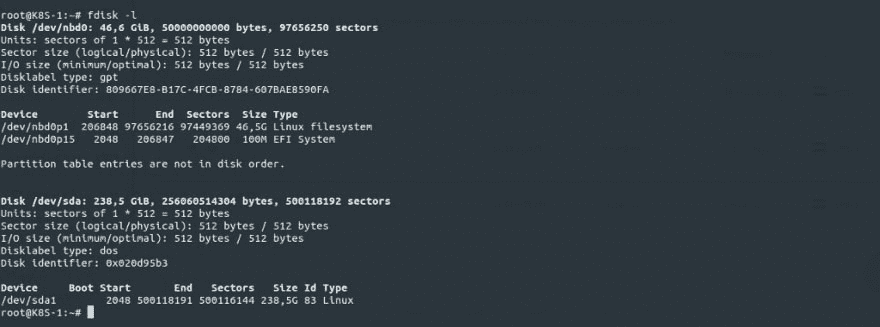 root@K8S-1:~# fdisk -l
Disk /dev/nbd0: 46,6 GiB, 50000000000 bytes, 97656250 sectors
Units: sectors of 1 * 512 = 512 bytes
Sector size (logical/physical): 512 bytes / 512 bytes
I/O size (minimum/optimal): 512 bytes / 512 bytes
Disklabel type: gpt
Disk identifier: 809667E8-B17C-4FCB-8784-607BAE8590FA
Device Start End Sectors Size Type
/dev/nbd0p1 206848 97656216 97449369 46,5G Linux filesystem
/dev/nbd0p15 2048 206847 204800 100M EFI System
Partition table entries are not in disk order.
Disk /dev/sda: 238,5 GiB, 256060514304 bytes, 500118192 sectors
Units: sectors of 1 * 512 = 512 bytes
Sector size (logical/physical): 512 bytes / 512 bytes
I/O size (minimum/optimal): 512 bytes / 512 bytes
Disklabel type: dos
Disk identifier: 0x020d95b3
Device Boot Start End Sectors Size Id Type
/dev/sda1 2048 500118191 500116144 238,5G 83 Linux
root@K8S-1:~#